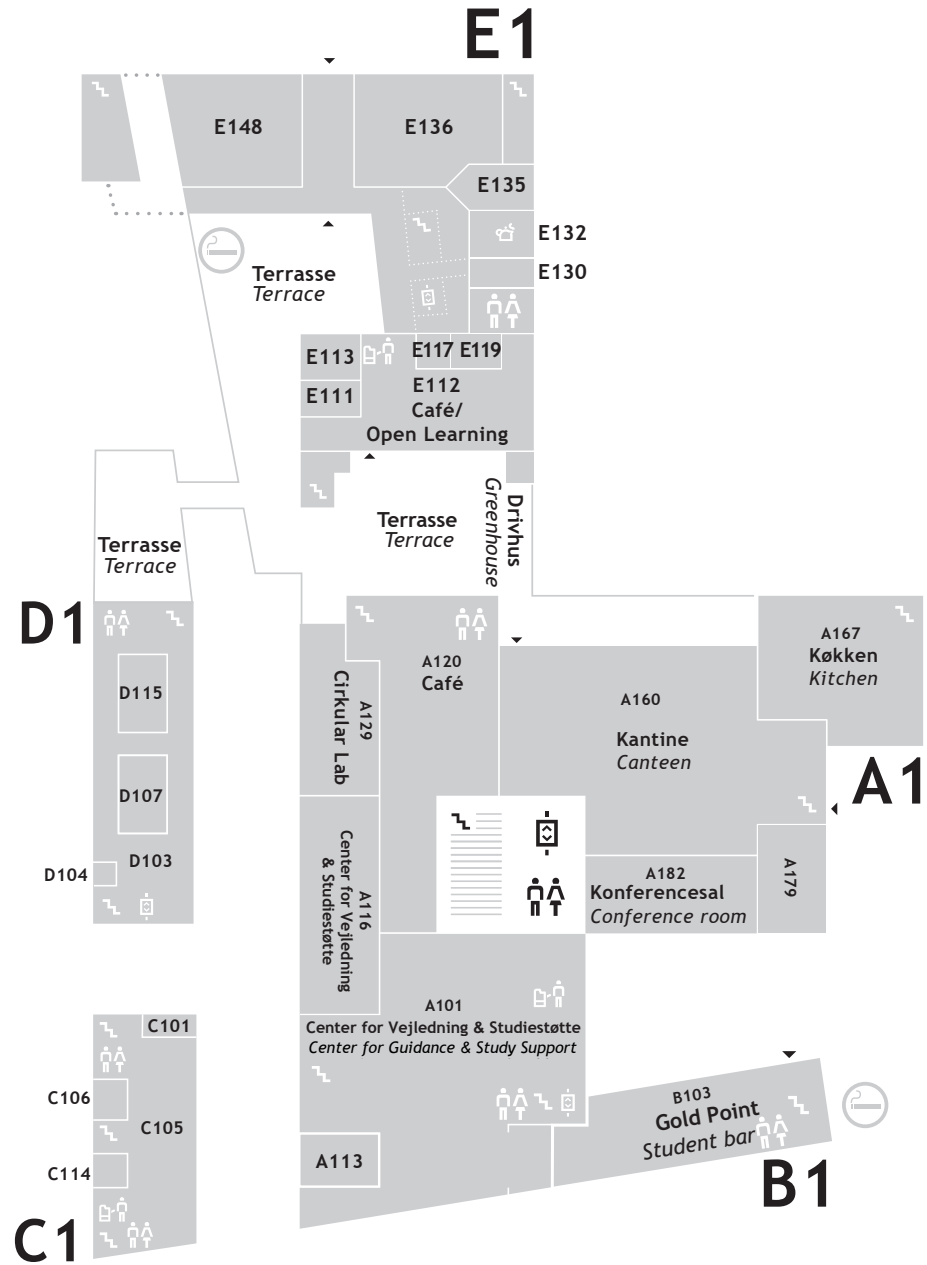 E1
E148
E136
E135
E132
E130
Terrasse
Terrace
E113
E117
E119
E111
E112
Café/
Open Learning
Terrasse
Terrace
Drivhus
Greenhouse
Terrasse
Terrace
D1
D115
D107
D103
D104
A129
Cirkular Lab
A120
Café
A160
Kantine
Canteen
A167
Køkken
Kitchen
A1
A116
Center for Vejledning
& Studiestøtte
A182
Konferencesal
Conference room
A179
A101
Center for Vejledning & Studiestøtte
Center for Guidance & Study Support
A113
C101
C106
C105
C114
C1
B103
Gold Point
Student bar
B1